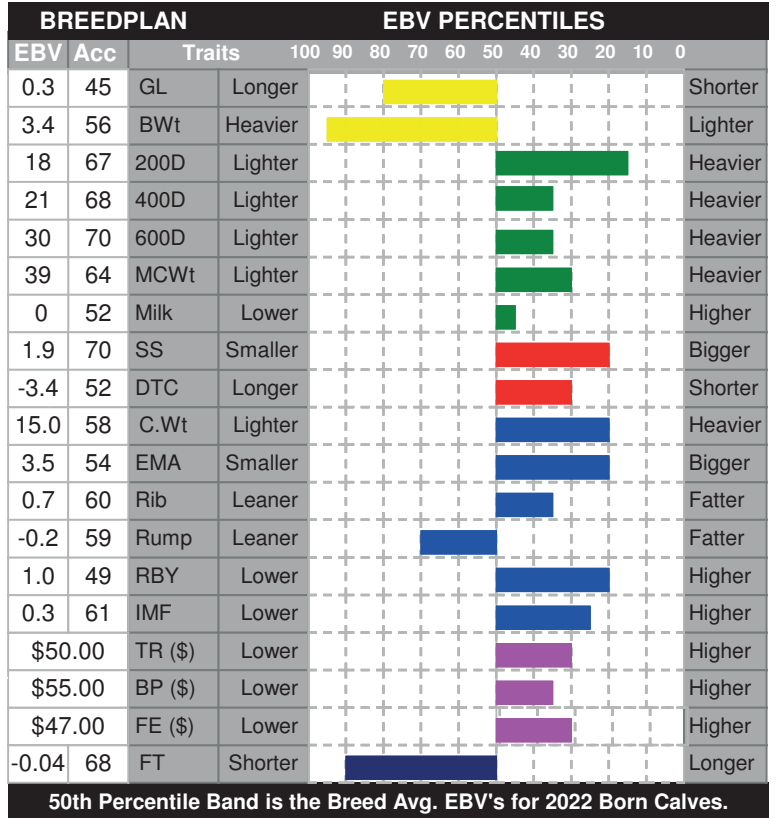 BREEDPLAN EBV PERCENTILES
EBV Acc Traits 100 90 80 70 60 50 40 30 20 10 0
0.3 45 GL Longer Shorter
3.4 56 BWt Heavier Lighter
18 67 200D Lighter Heavier
21 68 400D Lighter Heavier
30 70 600D Lighter Heavier
39 64 MCWt Lighter Heavier
0 52 Milk Lower Higher
1.9 70 SS Smaller Bigger
-3.4 52 DTC Longer Shorter
15.0 58 C.Wt Lighter Heavier
3.5 54 EMA Smaller Bigger
0.7 60 Rib Leaner Fatter
-0.2 59 Rump Leaner Fatter
1.0 49 RBY Lower Higher
0.3 61 IMF Lower Higher
$50.00 TR ($) Lower Higher
$55.00 BP ($) Lower Higher
$47.00 FE ($) Lower Higher
-0.04 68 FT Shorter Longer
50th Percentile Band is the Breed Avg. EBV's for 2022 Born Calves.